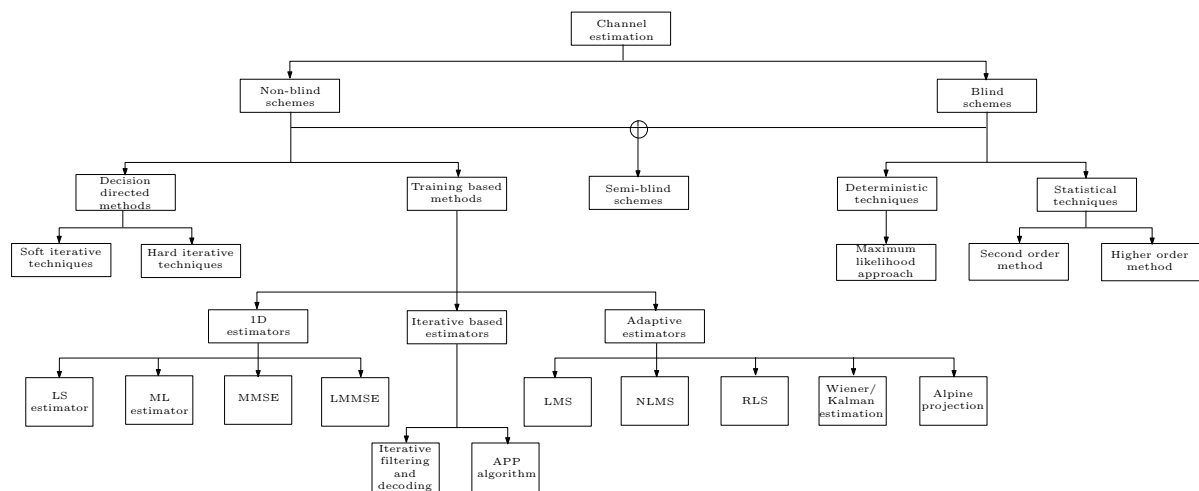 Channel
estimation
Non-blind
schemes
Blind
schemes
Decision
directed
methods
Training based
methods
Semi-blind
schemes
Deterministic
techniques
Statistical
techniques
Soft iterative
techniques
Hard iterative
techniques
Maximum
likelihood
approach
Second order
method
Higher order
method
1D
estimators
Iterative based
estimators
Adaptive
estimators
LS
estimator
ML
estimator
MMSE
LMMSE
LMS
NLMS
RLS
Wiener/
Kalman
estimation
Alpine
projection
Iterative
filtering
and
decoding
APP
algorithm